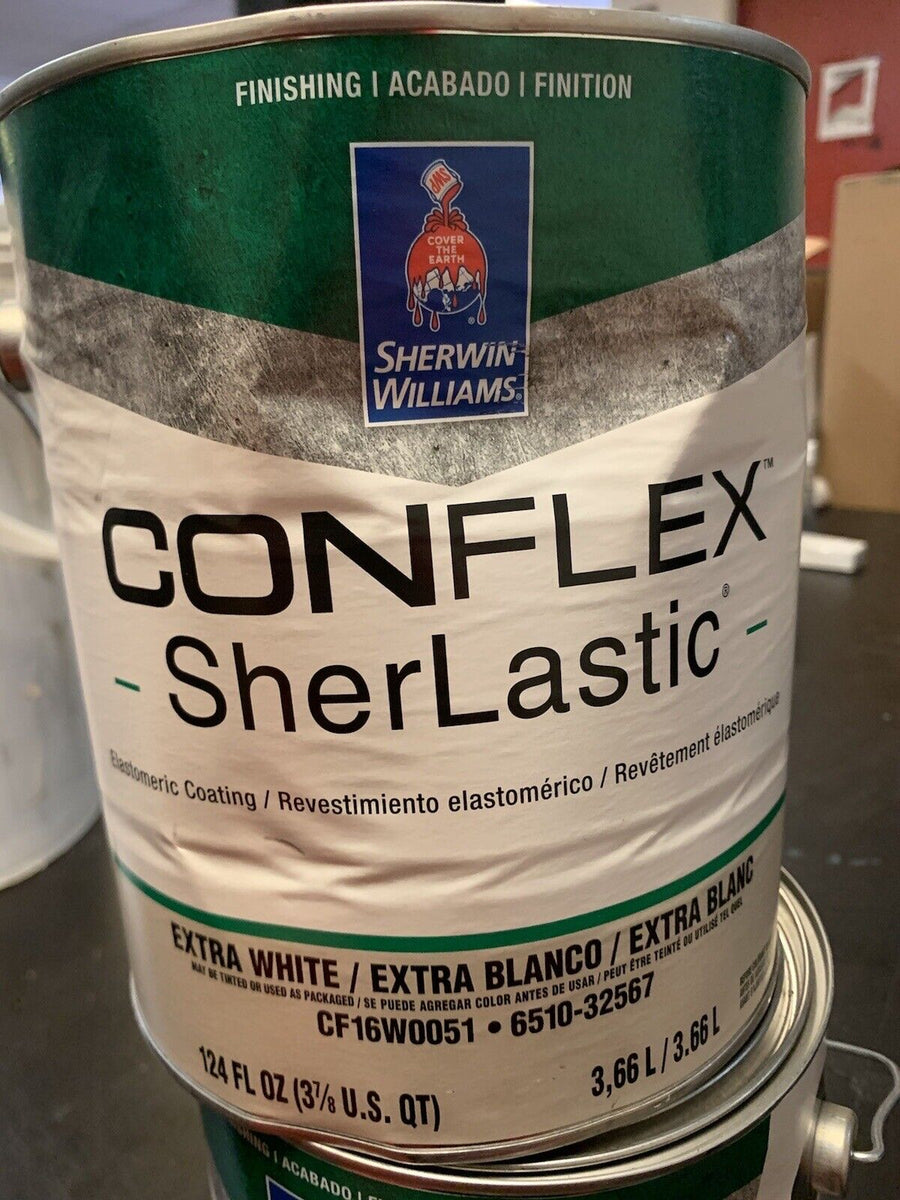 FINISHING | ACABADO | FINITION
SWP
COVER
THE
EARTH
®
SHERWIN
WILLIAMS®
CONFLEX™
- SherLastic® -
Elastomeric Coating / Revestimiento elastomérico / Revêtement élastomérique
EXTRA WHITE / EXTRA BLANCO / EXTRA BLANC
MAY BE TINTED OR USED AS PACKAGED / SE PUEDE AGREGAR COLOR ANTES DE USAR / PEUT ÊTRE TEINTÉ OU UTILISÉ TEL QUEL
CF16W0051 • 6510-32567
124 FL OZ (3⅞ U.S. QT)
3,66 L / 3.66 L
ACABADO |